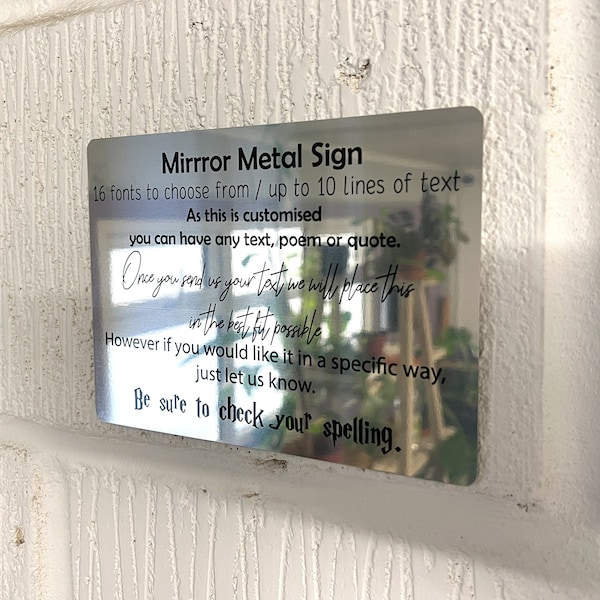 Mirrror Metal Sign
16 fonts to choose from / up to 10 lines of text
As this is customised
you can have any text, poem or quote.
Once you send us your text we will place this
in the best fit possible
However if you would like it in a specific way,
just let us know.
Be sure to check your spelling.